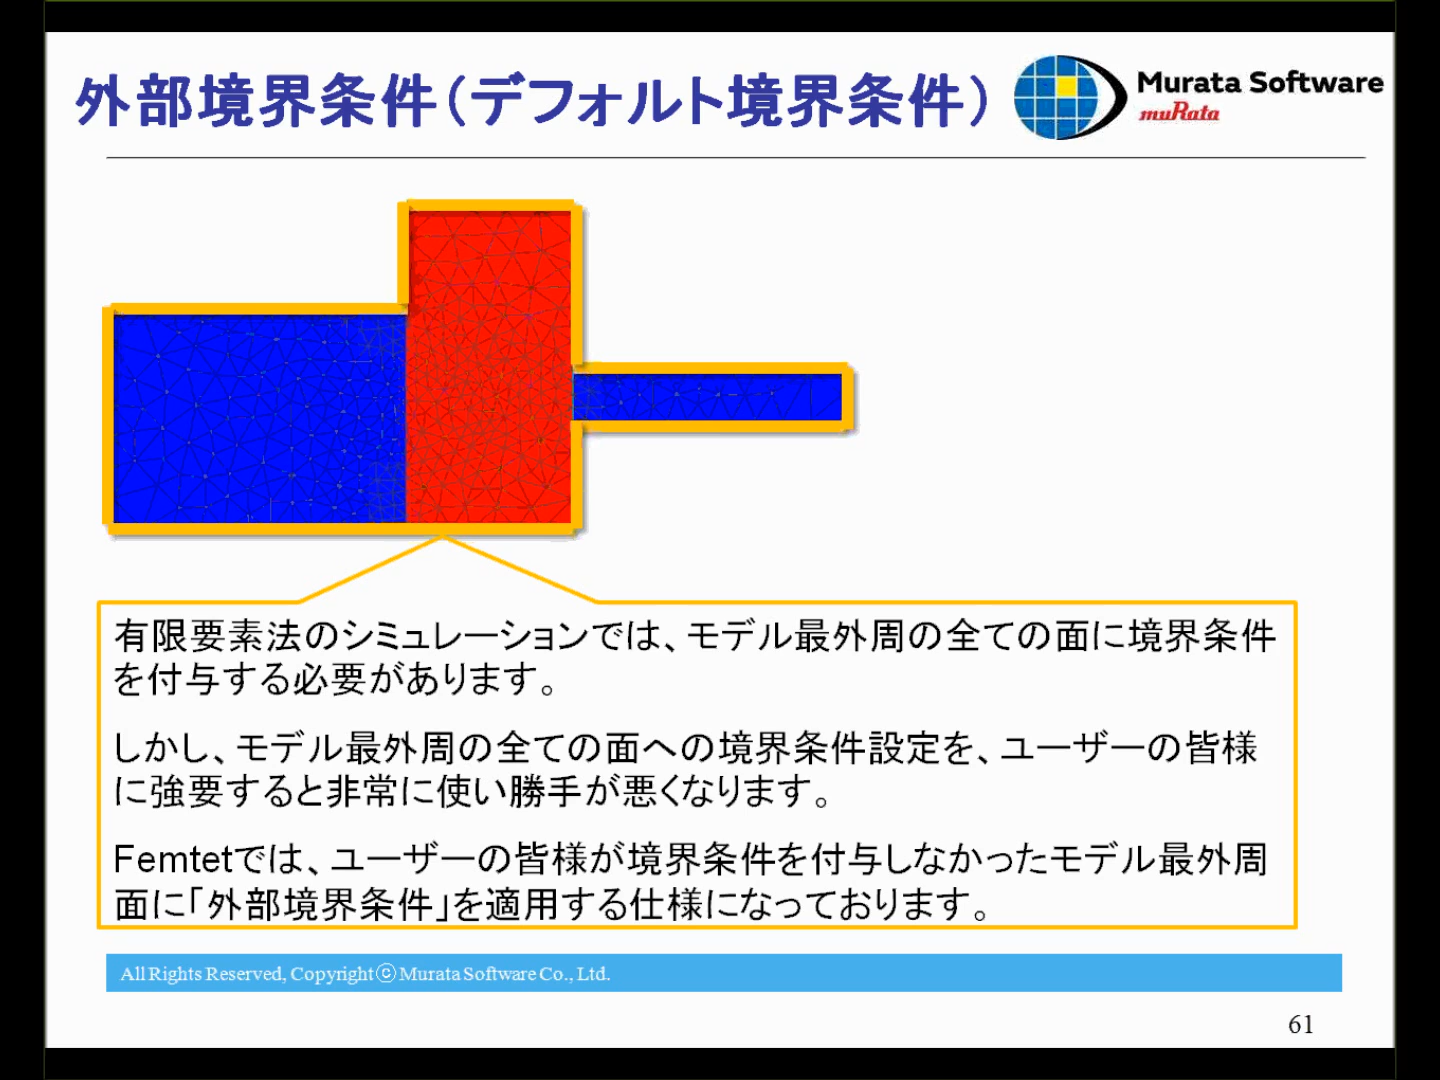 外部境界条件（デフォルト境界条件）
Murata Software
muRata
有限要素法のシミュレーションでは、モデル最外周の全ての面に境界条件
を付与する必要があります。
しかし、モデル最外周の全ての面への境界条件設定を、ユーザーの皆様
に強要すると非常に使い勝手が悪くなります。
Femtetでは、ユーザーの皆様が境界条件を付与しなかったモデル最外周
面に「外部境界条件」を適用する仕様になっております。
All Rights Reserved, Copyright ⓒ Murata Software Co., Ltd.
61